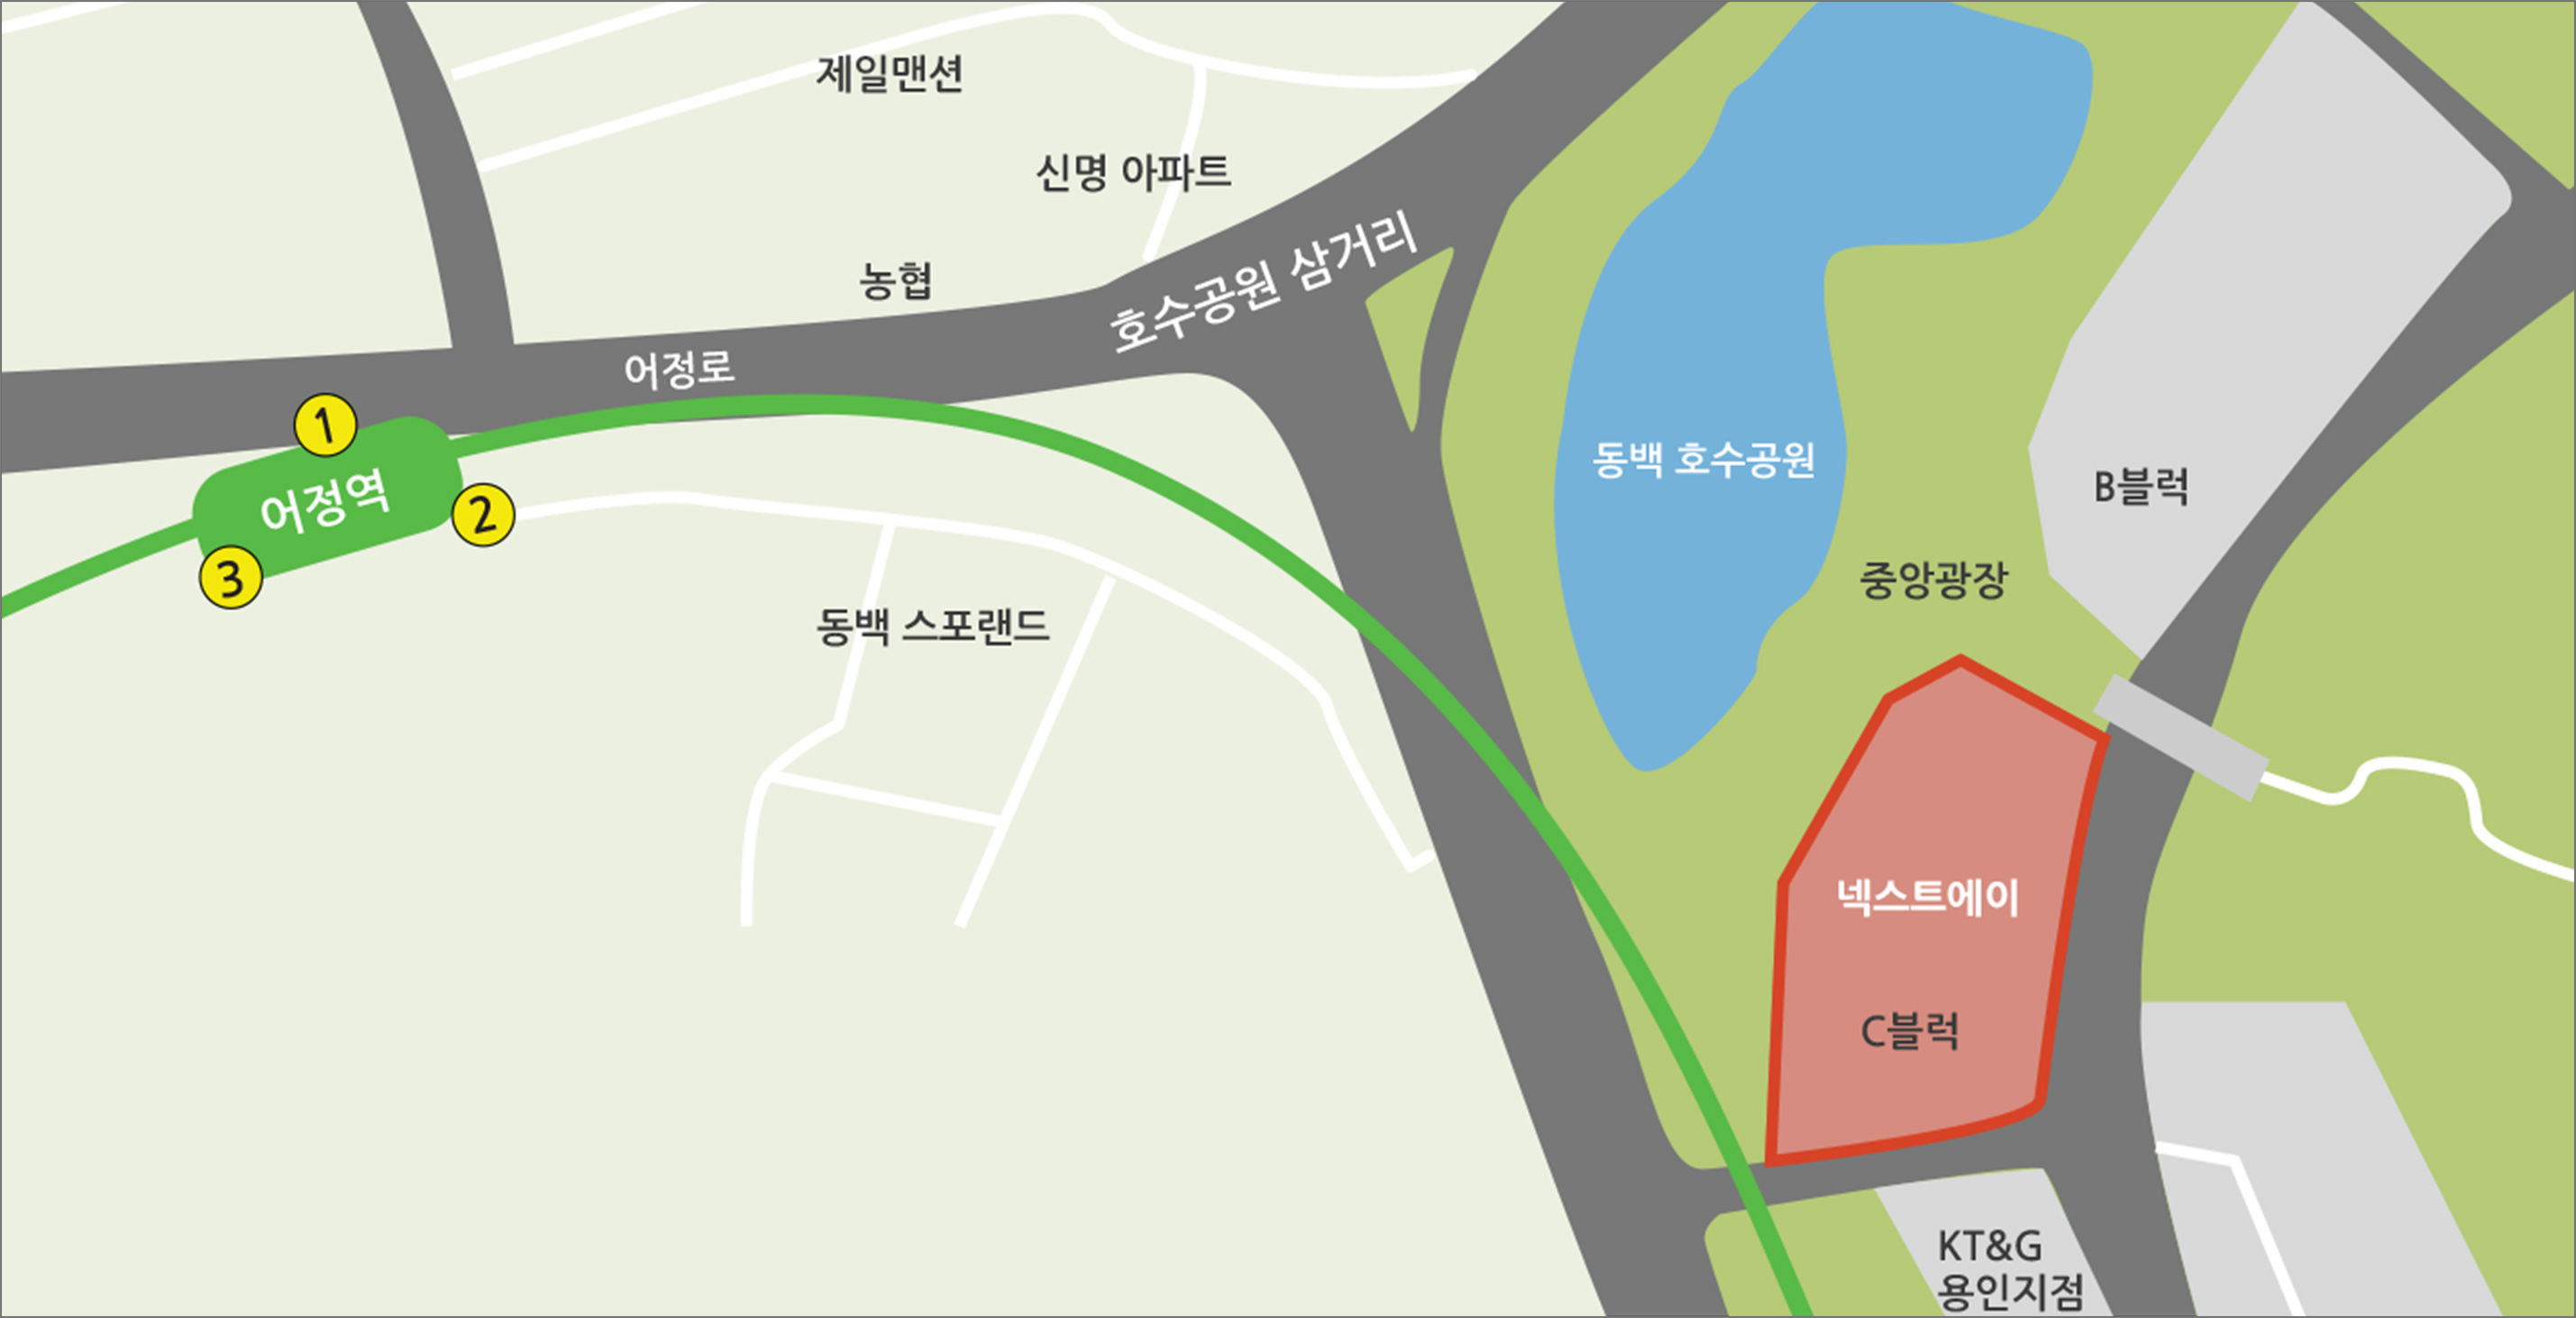 제일맨션
신명 아파트
농협
호수공원 삼거리
어정로
1
어정역
2
3
동백 호수공원
B블럭
중앙광장
동백 스포랜드
넥스트에이
C블럭
KT&G
용인지점